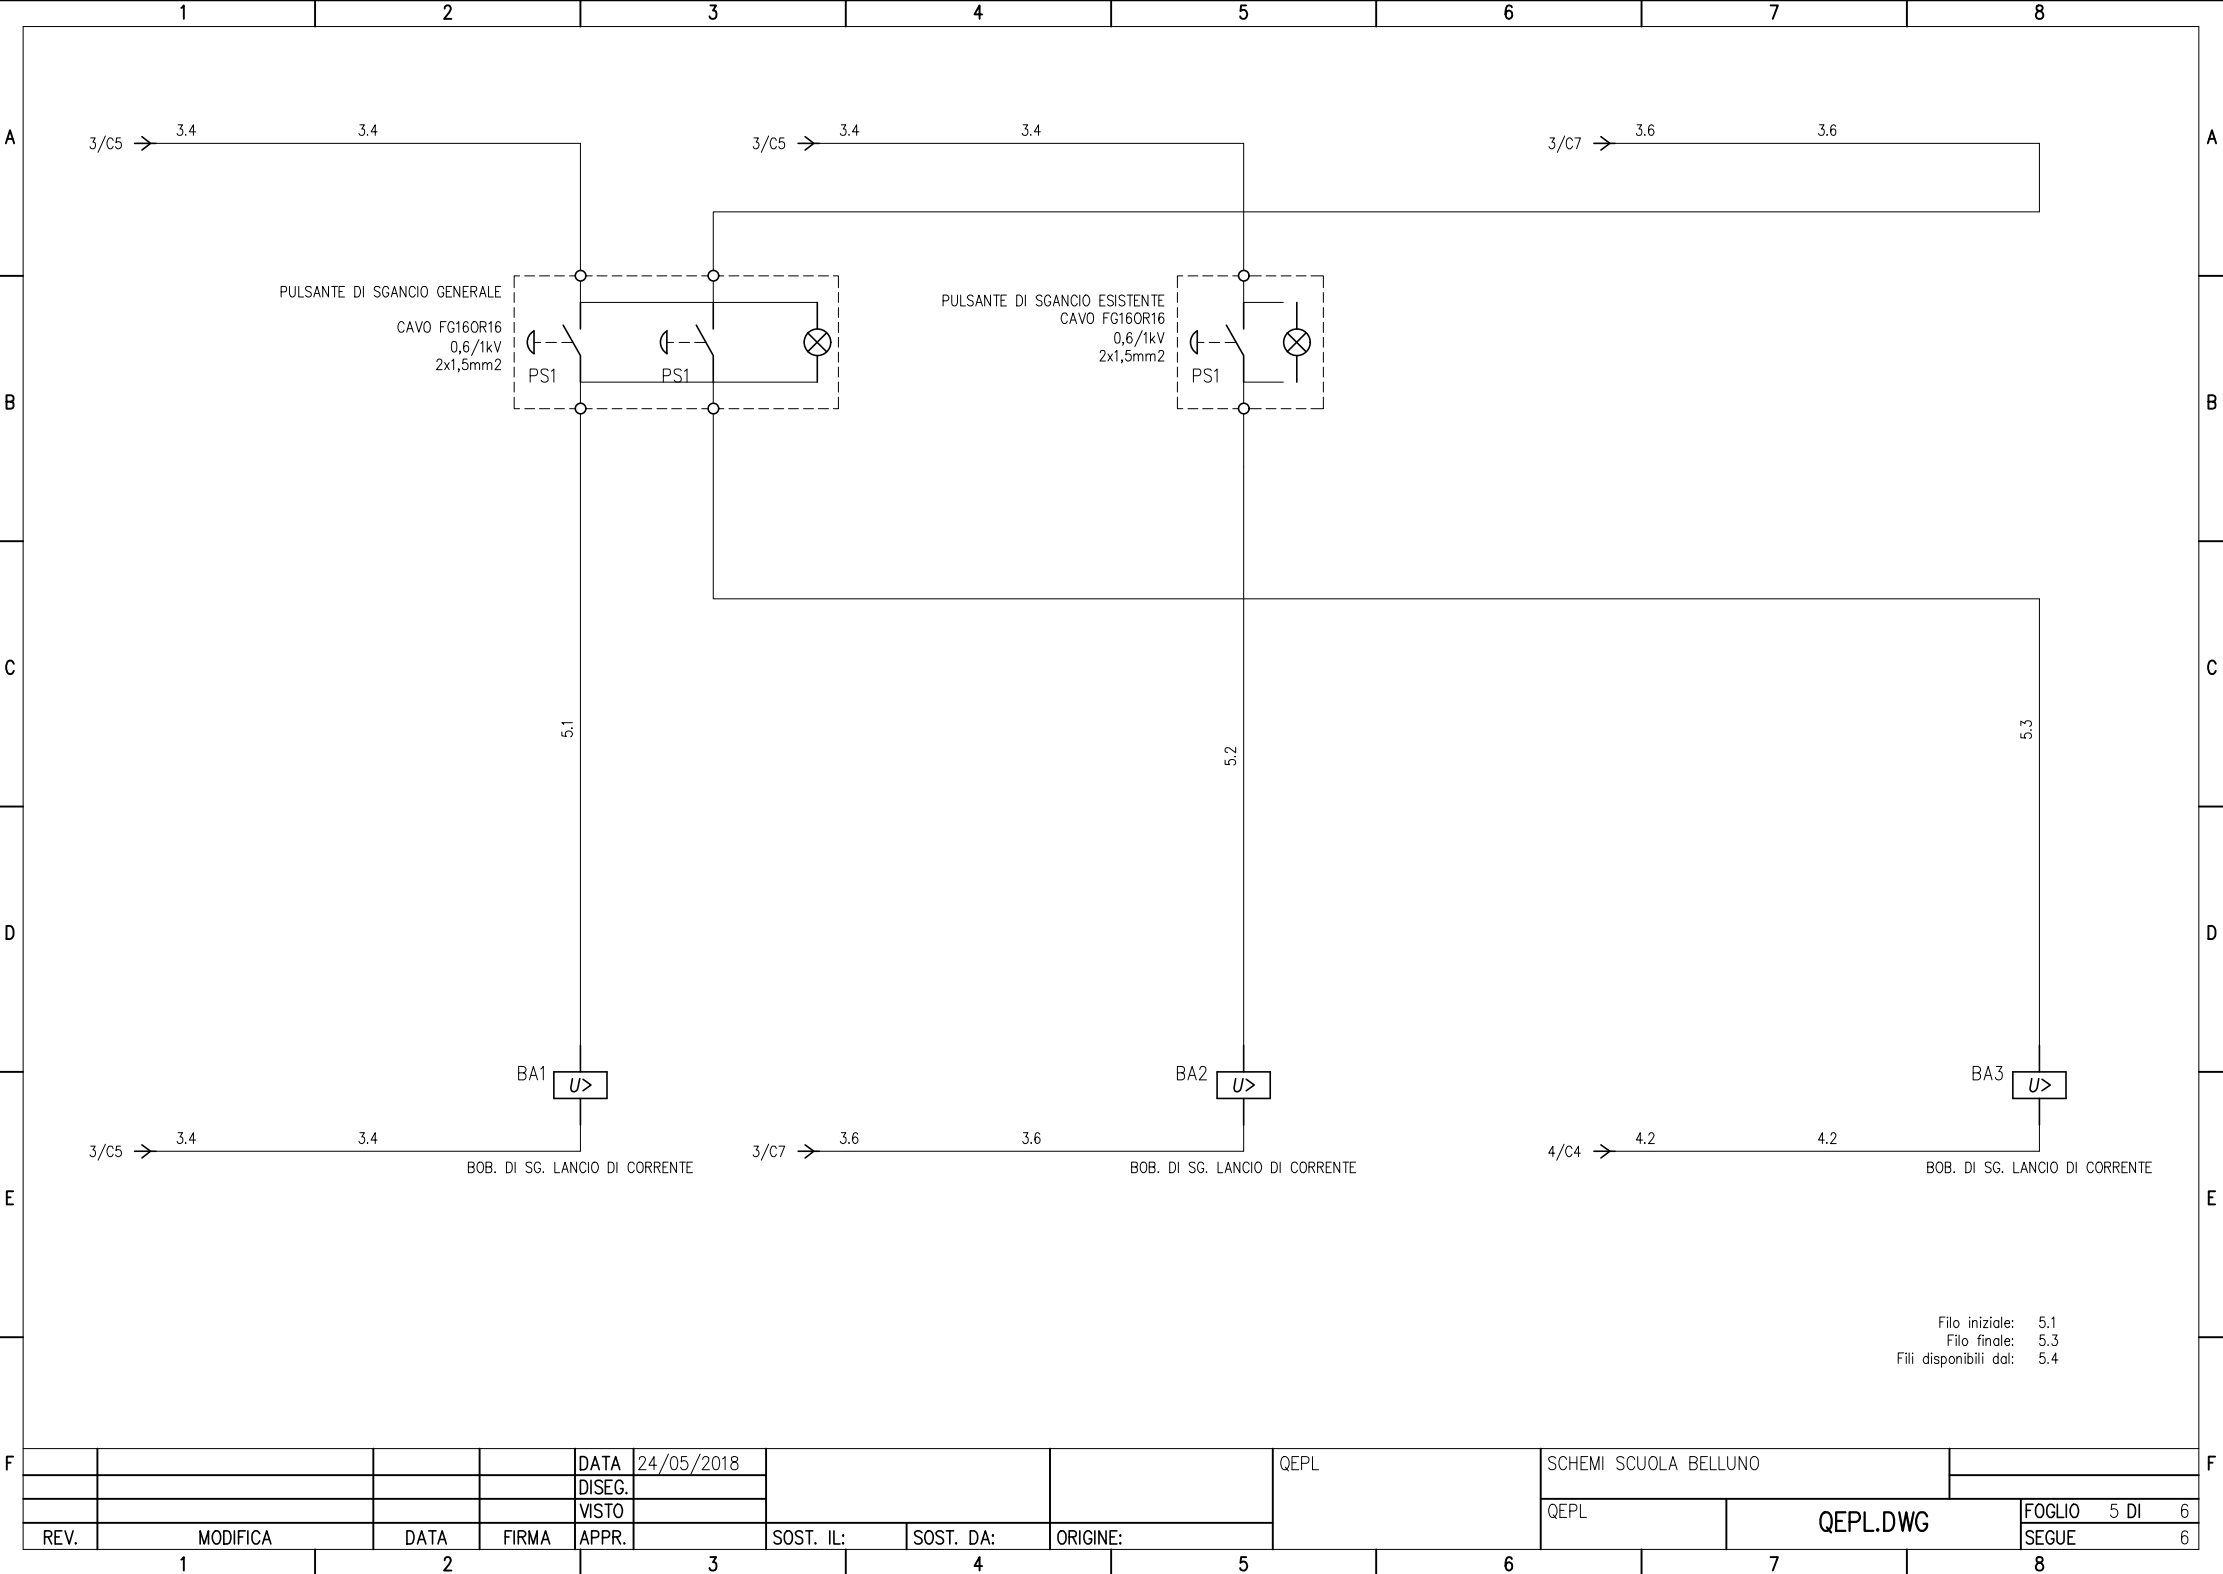 1 2 3 4 5 6 7 8
A A
3/C5 3.4 3.4 3/C5 3.4 3.4 3/C7 3.6 3.6
PULSANTE DI SGANCIO GENERALE
CAVO FG16OR16
0,6/1kV
2x1,5mm2
PS1 PS1
PULSANTE DI SGANCIO ESISTENTE
CAVO FG16OR16
0,6/1kV
2x1,5mm2
PS1
B B
C C
5.1 5.2 5.3
D D
BA1 U> BA2 U> BA3 U>
3/C5 3.4 3.4 3/C7 3.6 3.6 4/C4 4.2 4.2
BOB. DI SG. LANCIO DI CORRENTE BOB. DI SG. LANCIO DI CORRENTE BOB. DI SG. LANCIO DI CORRENTE
E E
Filo iniziale: 5.1
Filo finale: 5.3
Fili disponibili dal: 5.4
F F
DATA 24/05/2018 QEPL SCHEMI SCUOLA BELLUNO
DISEG.
VISTO QEPL QEPL.DWG FOGLIO 5 DI 6
REV. MODIFICA DATA FIRMA APPR. SOST. IL: SOST. DA: ORIGINE: SEGUE 6
1 2 3 4 5 6 7 8